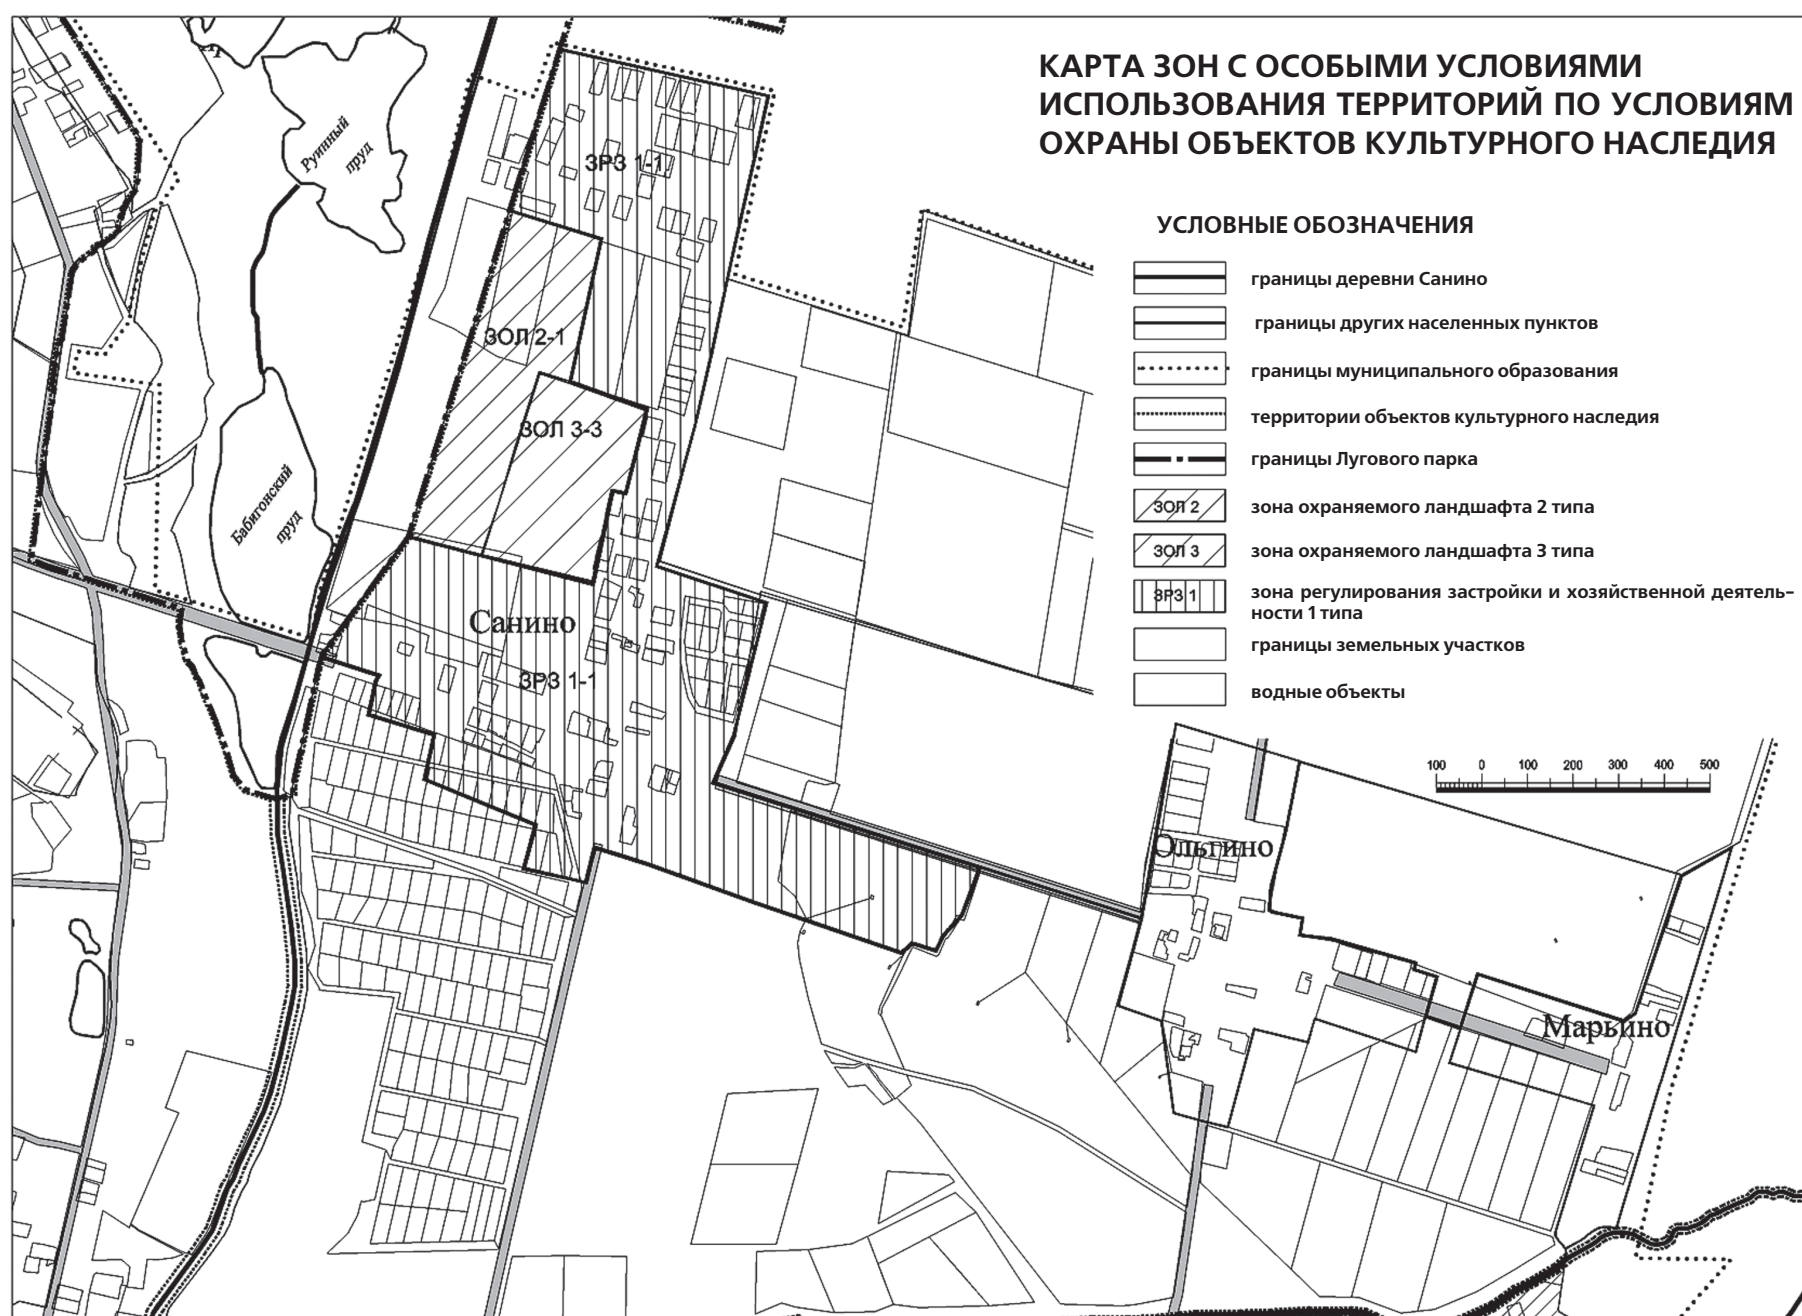 КАРТА ЗОН С ОСОБЫМИ УСЛОВИЯМИ
ИСПОЛЬЗОВАНИЯ ТЕРРИТОРИЙ ПО УСЛОВИЯМ
ОХРАНЫ ОБЪЕКТОВ КУЛЬТУРНОГО НАСЛЕДИЯ
УСЛОВНЫЕ ОБОЗНАЧЕНИЯ
границы деревни Санино
границы других населенных пунктов
границы муниципального образования
территории объектов культурного наследия
границы Лугового парка
ЗОЛ 2 зона охраняемого ландшафта 2 типа
ЗОЛ 3 зона охраняемого ландшафта 3 типа
ЗРЗ 1 зона регулирования застройки и хозяйственной деятель-
ности 1 типа
границы земельных участков
водные объекты
100 0 100 200 300 400 500
Руинный
пруд
ЗРЗ 1-1
ЗОЛ 2-1
ЗОЛ 3-3
Бабигонский
пруд
Санино
ЗРЗ 1-1
Ольгино
Марьино